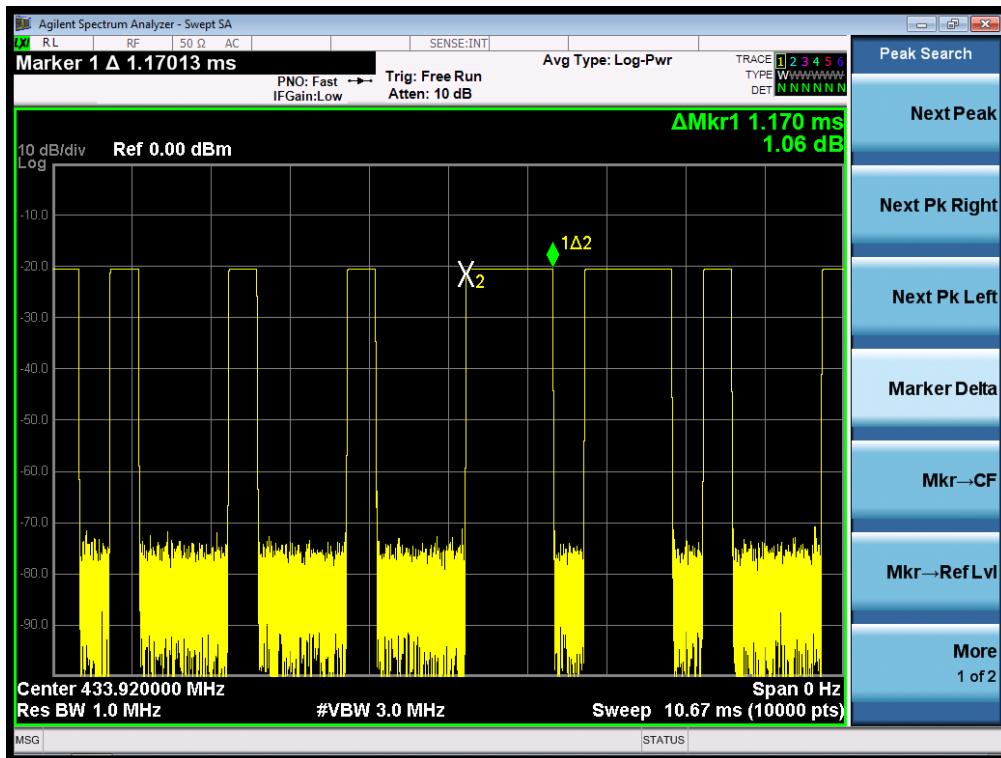 Agilent Spectrum Analyzer - Swept SA
LXI RL RF 50 Ω AC SENSE:INT
Marker 1 Δ 1.17013 ms
PNO: Fast
IFGain:Low
Trig: Free Run
Atten: 10 dB
Avg Type: Log-Pwr
TRACE 1 2 3 4 5 6
TYPE WWWWWW
DET N N N N N N
ΔMkr1 1.170 ms
1.06 dB
10 dB/div Ref 0.00 dBm
Log
-10.0
-20.0
-30.0
-40.0
-50.0
-60.0
-70.0
-80.0
-90.0
X2
1Δ2
Center 433.920000 MHz Span 0 Hz
Res BW 1.0 MHz #VBW 3.0 MHz Sweep 10.67 ms (10000 pts)
MSG STATUS
Peak Search
Next Peak
Next Pk Right
Next Pk Left
Marker Delta
Mkr→CF
Mkr→Ref Lvl
More
1 of 2